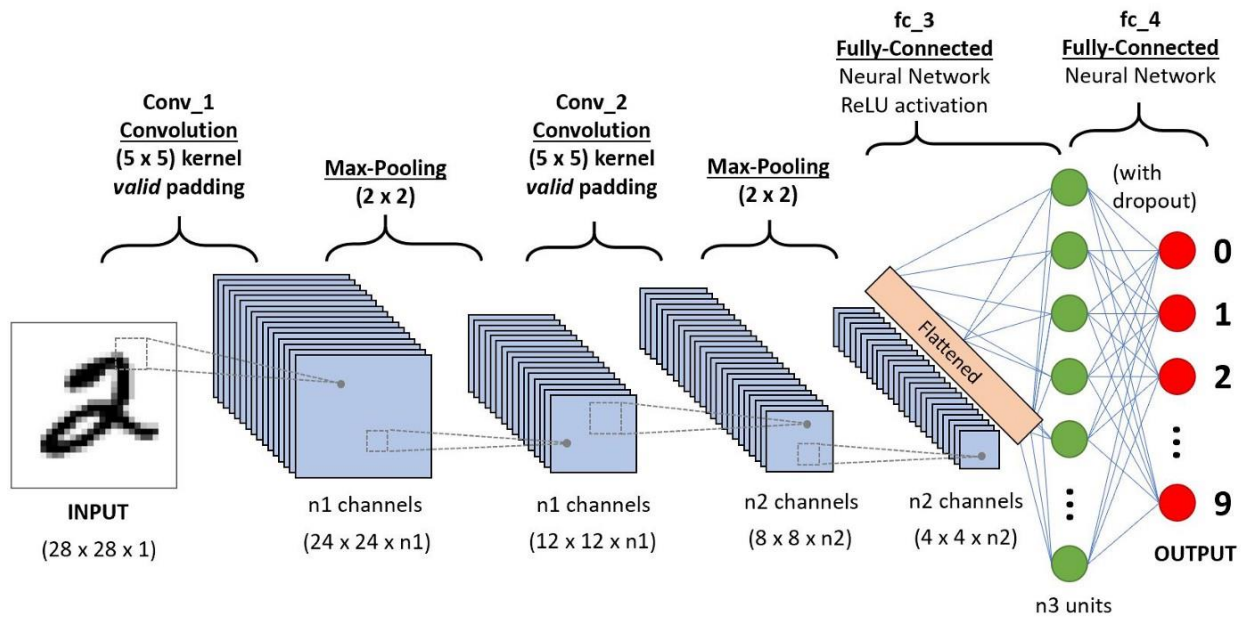 fc_3
Fully-Connected
Neural Network
ReLU activation
fc_4
Fully-Connected
Neural Network
Conv_1
Convolution
(5 x 5) kernel
valid padding
Max-Pooling
(2 x 2)
Conv_2
Convolution
(5 x 5) kernel
valid padding
Max-Pooling
(2 x 2)
(with
dropout)
Flattened
0
1
2
9
INPUT
(28 x 28 x 1)
n1 channels
(24 x 24 x n1)
n1 channels
(12 x 12 x n1)
n2 channels
(8 x 8 x n2)
n2 channels
(4 x 4 x n2)
OUTPUT
n3 units